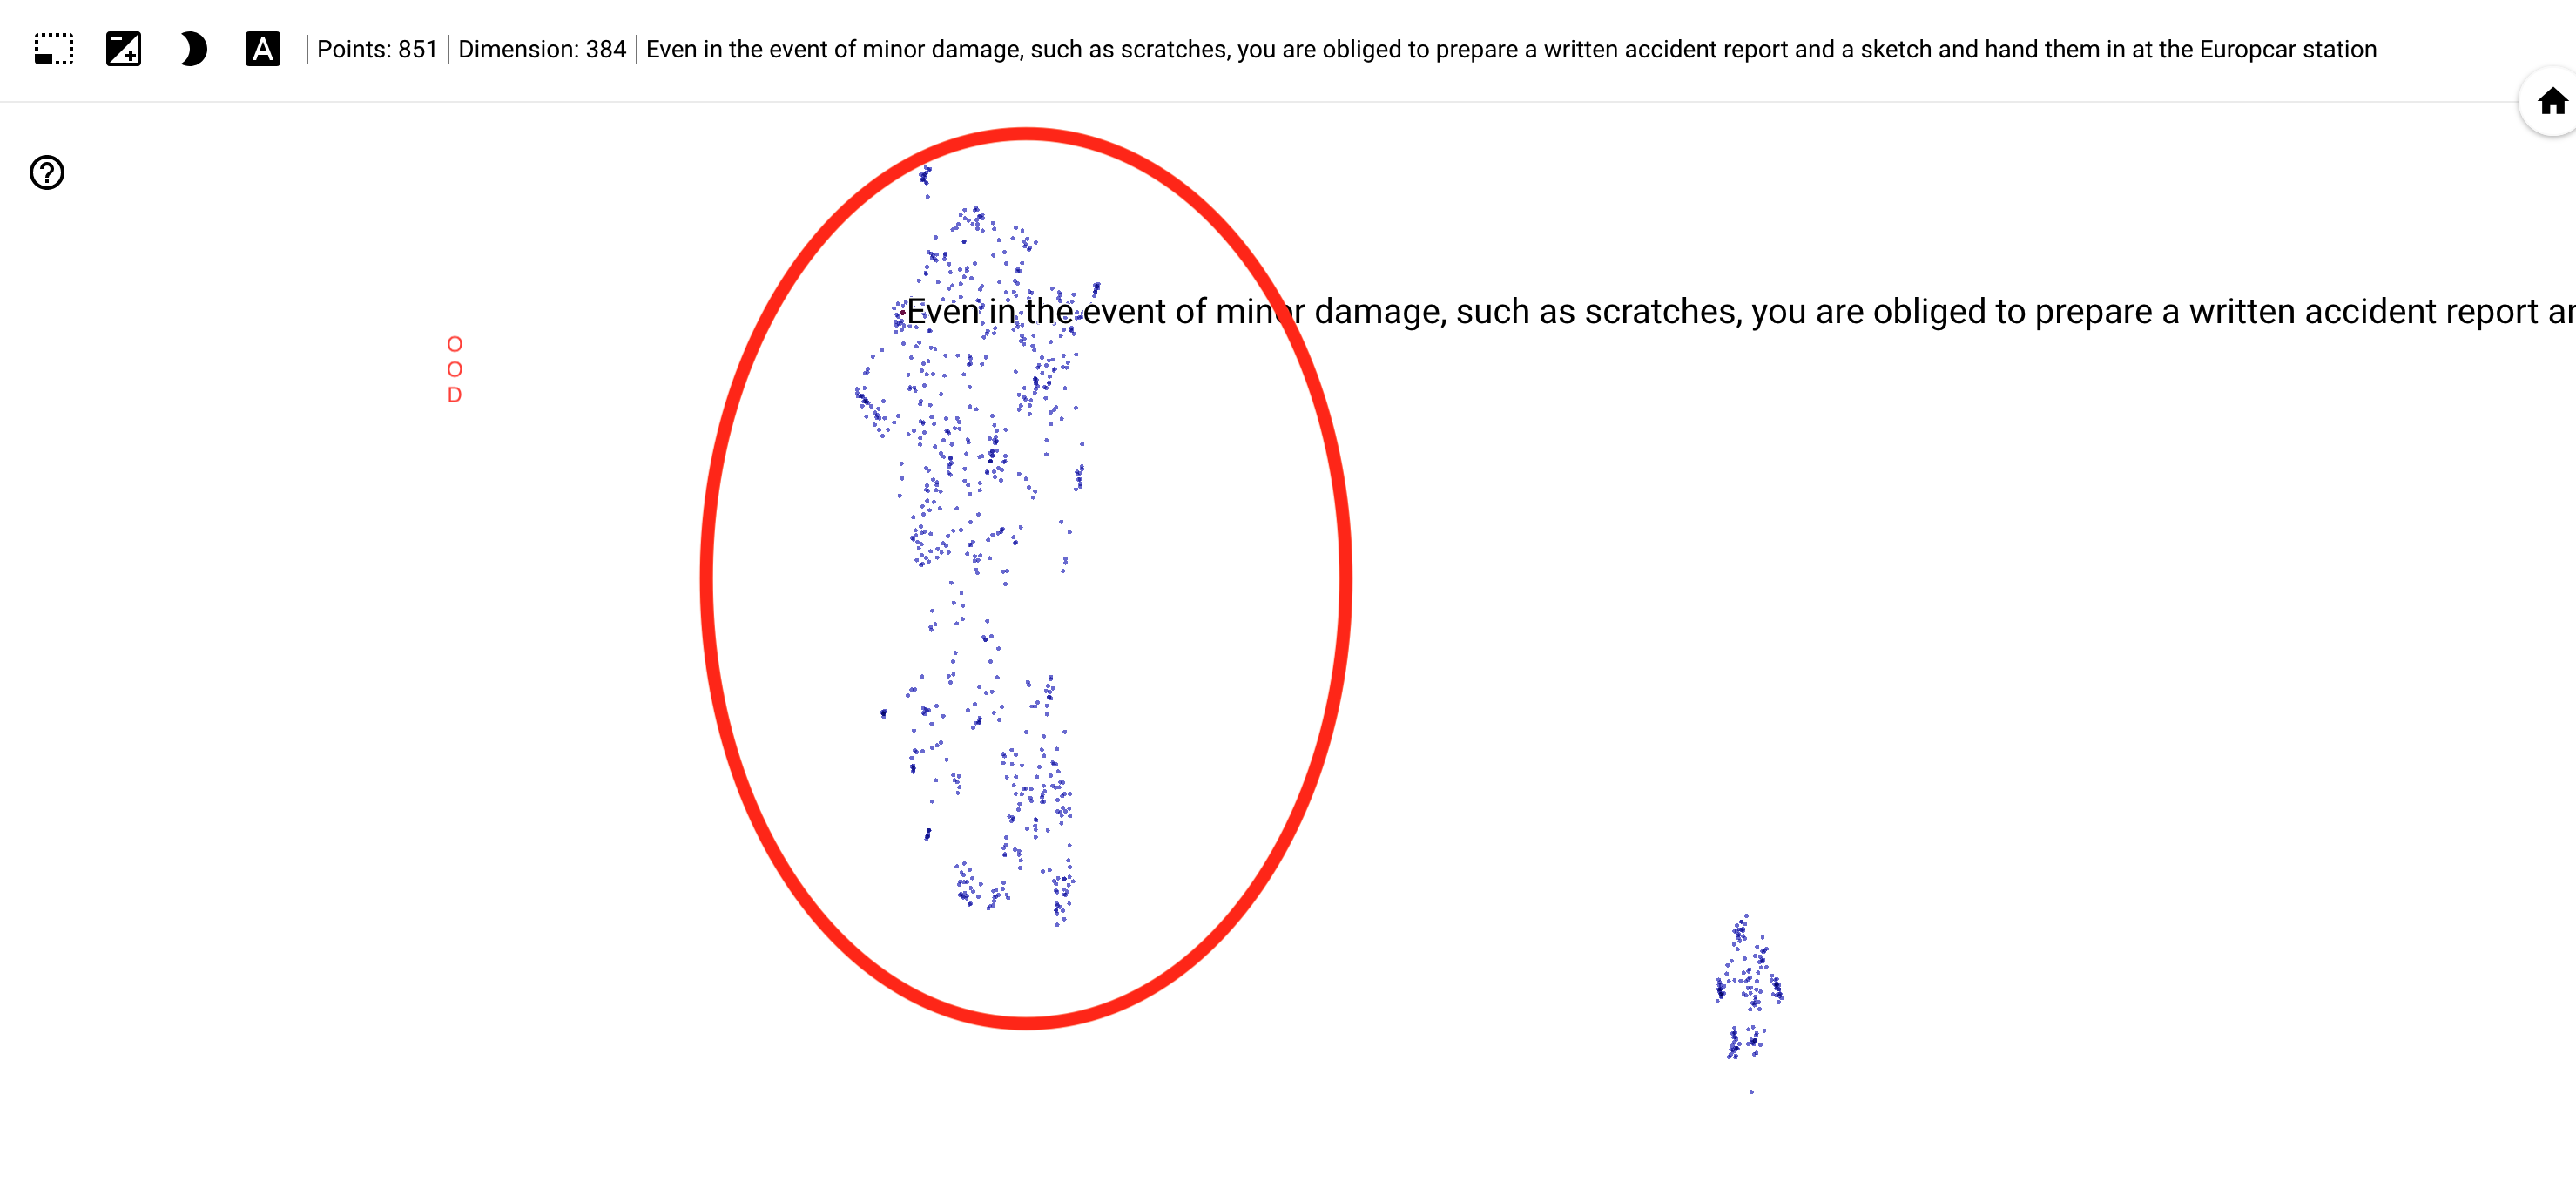 A | Points: 851 | Dimension: 384 | Even in the event of minor damage, such as scratches, you are obliged to prepare a written accident report and a sketch and hand them in at the Europcar station
?
Even in the event of minor damage, such as scratches, you are obliged to prepare a written accident report
O
O
D